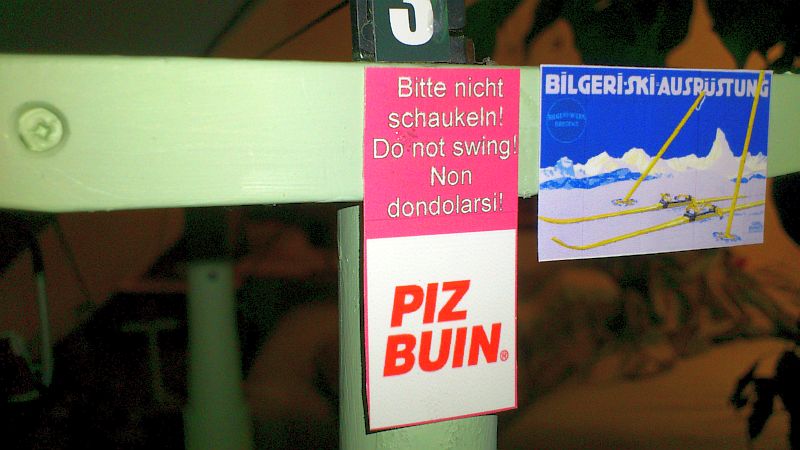 3
Bitte nicht
schaukeln!
Do not swing!
Non
dondolarsi!
PIZ
BUIN®
BILGERI-SKI-AUSRÜSTUNG